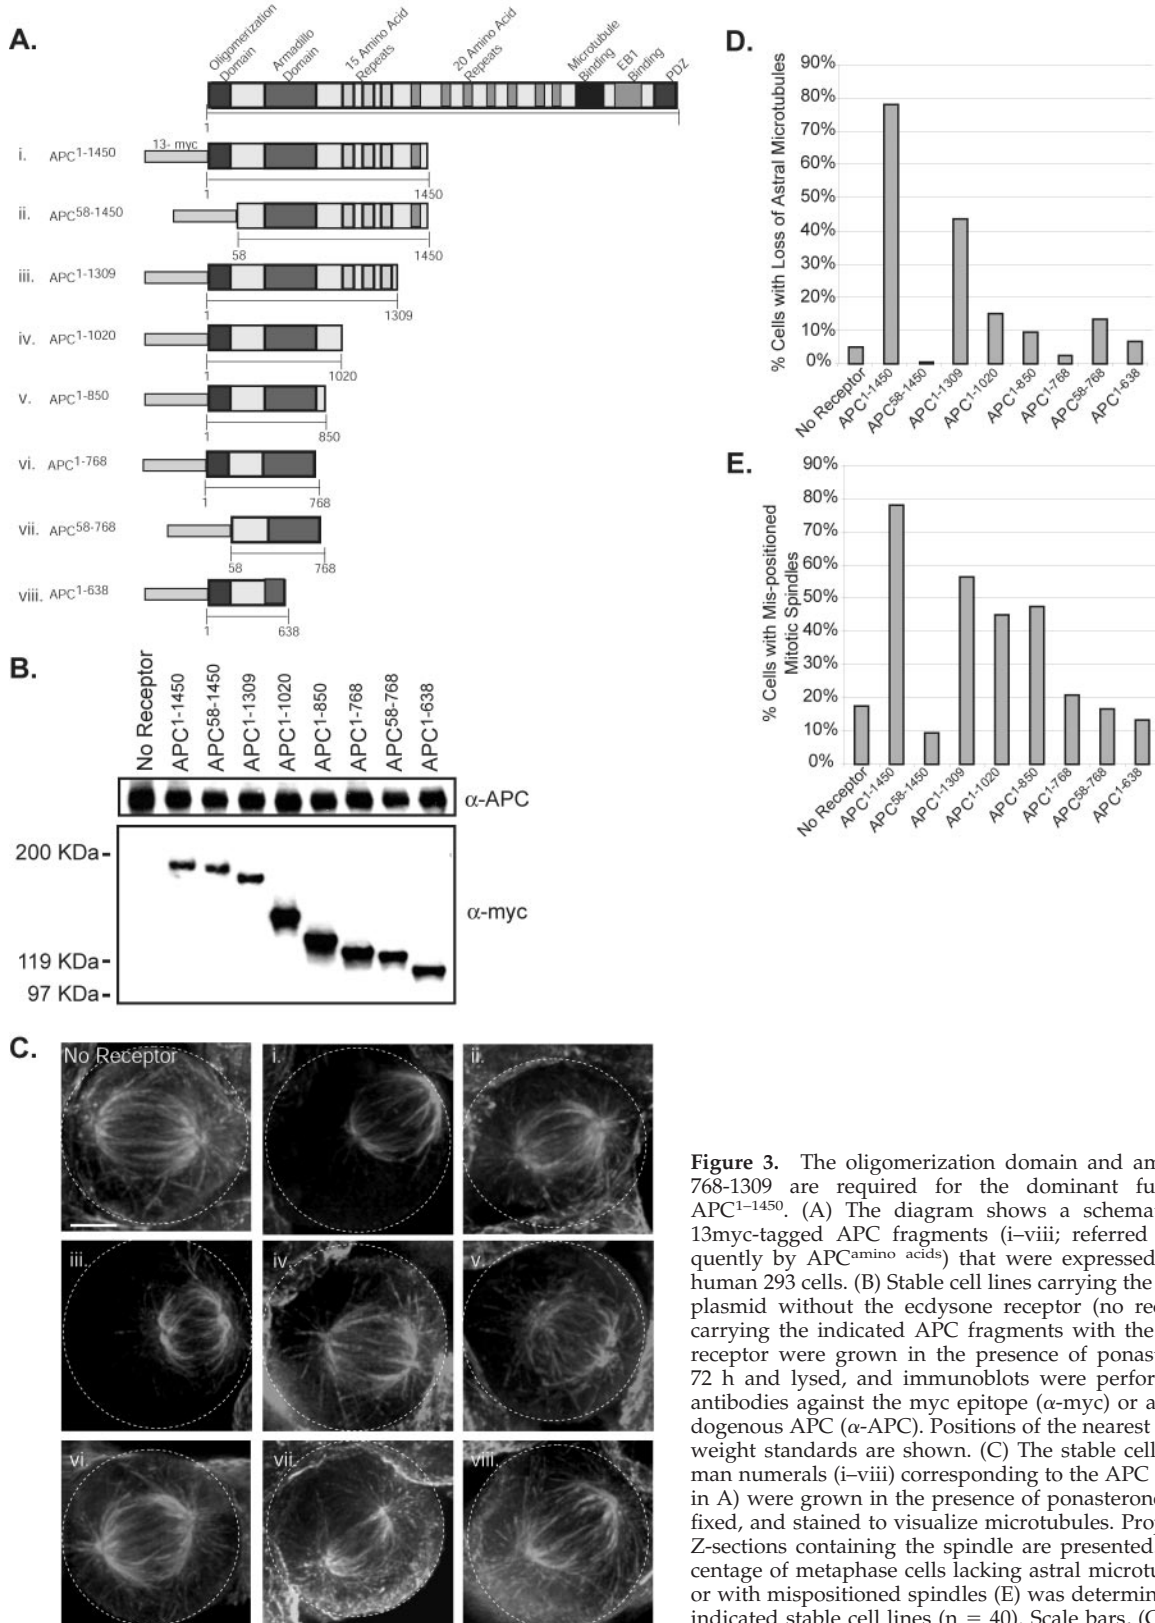 A.
Oligomerization Domain
Armadillo Domain
15 Amino Acid Repeats
20 Amino Acid Repeats
Microtubule Binding
EB1 Binding
PDZ
1
i. APC1-1450
13- myc
1 1450
ii. APC58-1450
58 1450
iii. APC1-1309
1 1309
iv. APC1-1020
1 1020
v. APC1-850
1 850
vi. APC1-768
1 768
vii. APC58-768
58 768
viii. APC1-638
1 638
B.
No Receptor
APC1-1450
APC58-1450
APC1-1309
APC1-1020
APC1-850
APC1-768
APC58-768
APC1-638
α-APC
200 KDa-
α-myc
119 KDa-
97 KDa-
C.
No Receptor
i.
ii.
iii.
iv.
v.
vi.
vii.
viii.
D.
% Cells with Loss of Astral Microtubules
90%
80%
70%
60%
50%
40%
30%
20%
10%
0%
No Receptor
APC1-1450
APC58-1450
APC1-1309
APC1-1020
APC1-850
APC1-768
APC58-768
APC1-638
E.
% Cells with Mis-positioned
Mitotic Spindles
90%
80%
70%
60%
50%
40%
30%
20%
10%
0%
No Receptor
APC1-1450
APC58-1450
APC1-1309
APC1-1020
APC1-850
APC1-768
APC58-768
APC1-638
Figure 3. The oligomerization domain and am
768-1309 are required for the dominant fu
APC1–1450. (A) The diagram shows a schemat
13myc-tagged APC fragments (i–viii; referred
quently by APCamino acids) that were expressed
human 293 cells. (B) Stable cell lines carrying the
plasmid without the ecdysone receptor (no rec
carrying the indicated APC fragments with the
receptor were grown in the presence of ponast
72 h and lysed, and immunoblots were perfor
antibodies against the myc epitope (α-myc) or a
dogenous APC (α-APC). Positions of the nearest
weight standards are shown. (C) The stable cell
man numerals (i–viii) corresponding to the APC
in A) were grown in the presence of ponasteron
fixed, and stained to visualize microtubules. Proj
Z-sections containing the spindle are presented
centage of metaphase cells lacking astral microtu
or with mispositioned spindles (E) was determin
indicated stable cell lines (n = 40). Scale bars, (C